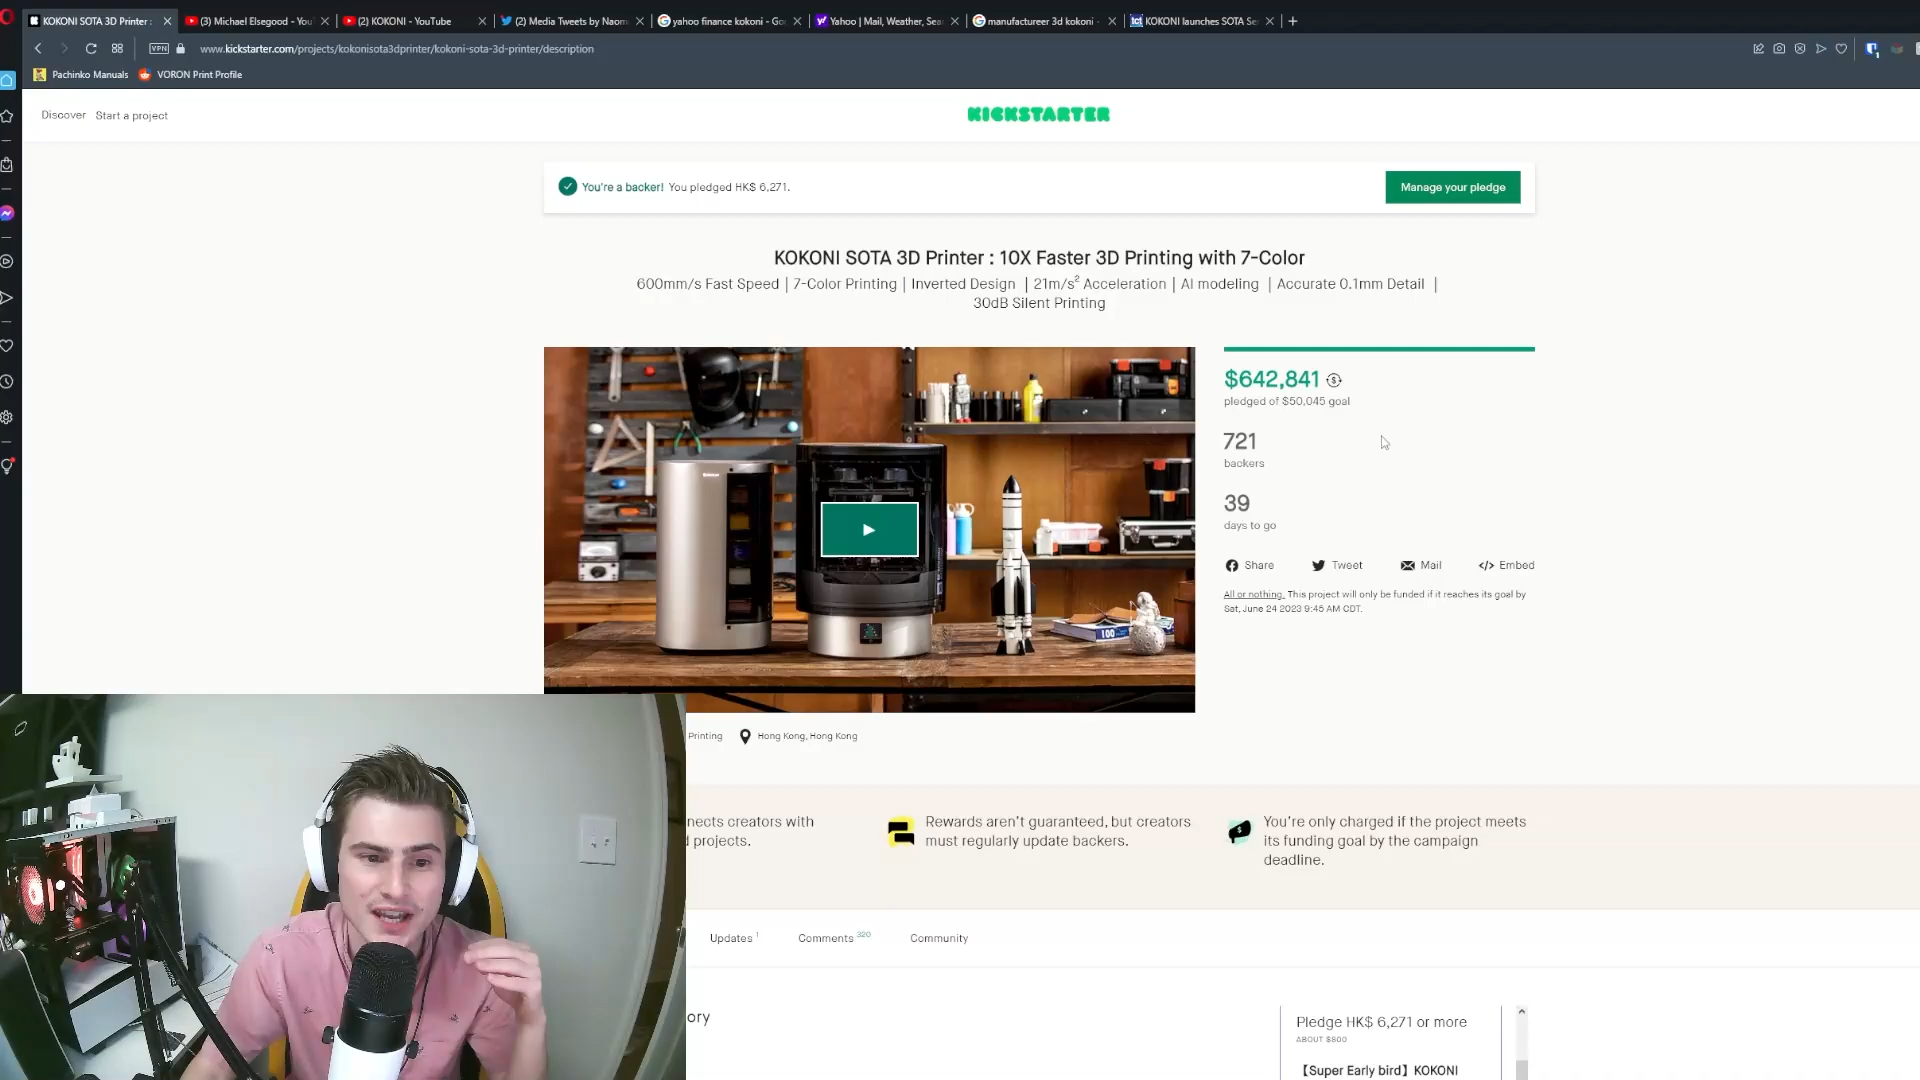 KOKONI SOTA 3D Printer :
(3) Michael Elsegood - You
(2) KOKONI - YouTube
(2) Media Tweets by Naom
yahoo finance kokoni - Go
Yahoo | Mail, Weather, Sea
manufactureer 3d kokoni -
tct KOKONI launches SOTA Se
VPN www.kickstarter.com/projects/kokonisota3dprinter/kokoni-sota-3d-printer/description
Pachinko Manuals VORON Print Profile
Discover Start a project KICKSTARTER
You're a backer! You pledged HK$ 6,271. Manage your pledge
KOKONI SOTA 3D Printer : 10X Faster 3D Printing with 7-Color
600mm/s Fast Speed | 7-Color Printing | Inverted Design | 21m/s² Acceleration | AI modeling | Accurate 0.1mm Detail |
30dB Silent Printing
$642,841
pledged of $50,045 goal
721
backers
39
days to go
Share Tweet Mail </> Embed
All or nothing. This project will only be funded if it reaches its goal by
Sat, June 24 2023 9:45 AM CDT.
100
Printing Hong Kong, Hong Kong
nects creators with
d projects.
Rewards aren't guaranteed, but creators
must regularly update backers.
You're only charged if the project meets
its funding goal by the campaign
deadline.
Updates 1 Comments 320 Community
ory
Pledge HK$ 6,271 or more
ABOUT $800
【Super Early bird】KOKONI